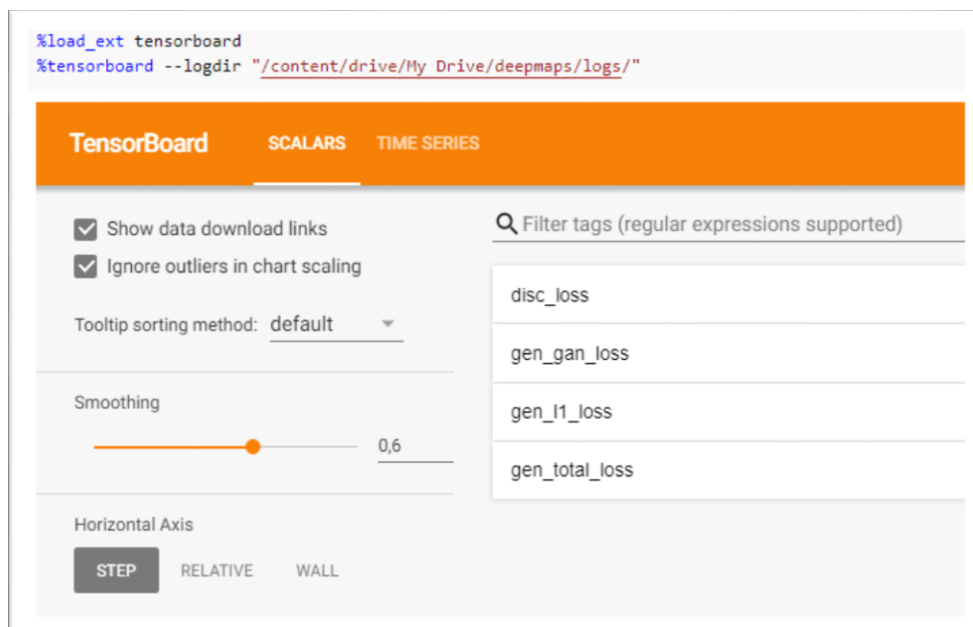 %load_ext tensorboard
%tensorboard --logdir "/content/drive/My Drive/deepmaps/logs/"
TensorBoard SCALARS TIME SERIES
Show data download links
Ignore outliers in chart scaling
Tooltip sorting method: default
Smoothing
0,6
Horizontal Axis
STEP RELATIVE WALL
Filter tags (regular expressions supported)
disc_loss
gen_gan_loss
gen_l1_loss
gen_total_loss